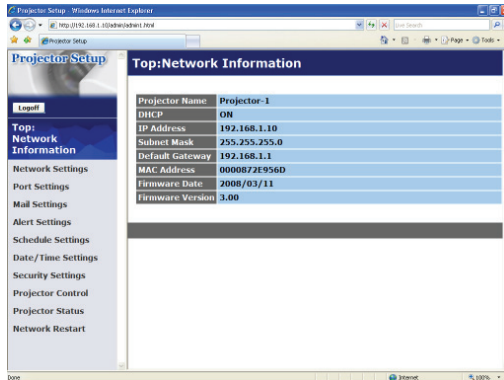 Projector Setup - Windows Internet Explorer
http://192.168.1.10/admin/admin1.html
Live Search
Projector Setup
Page
Tools
Projector Setup
Logoff
Top:
Network
Information
Network Settings
Port Settings
Mail Settings
Alert Settings
Schedule Settings
Date/Time Settings
Security Settings
Projector Control
Projector Status
Network Restart
Top:Network Information
Projector Name Projector-1
DHCP ON
IP Address 192.168.1.10
Subnet Mask 255.255.255.0
Default Gateway 192.168.1.1
MAC Address 0000872E956D
Firmware Date 2008/03/11
Firmware Version 3.00
Done
Internet
100%